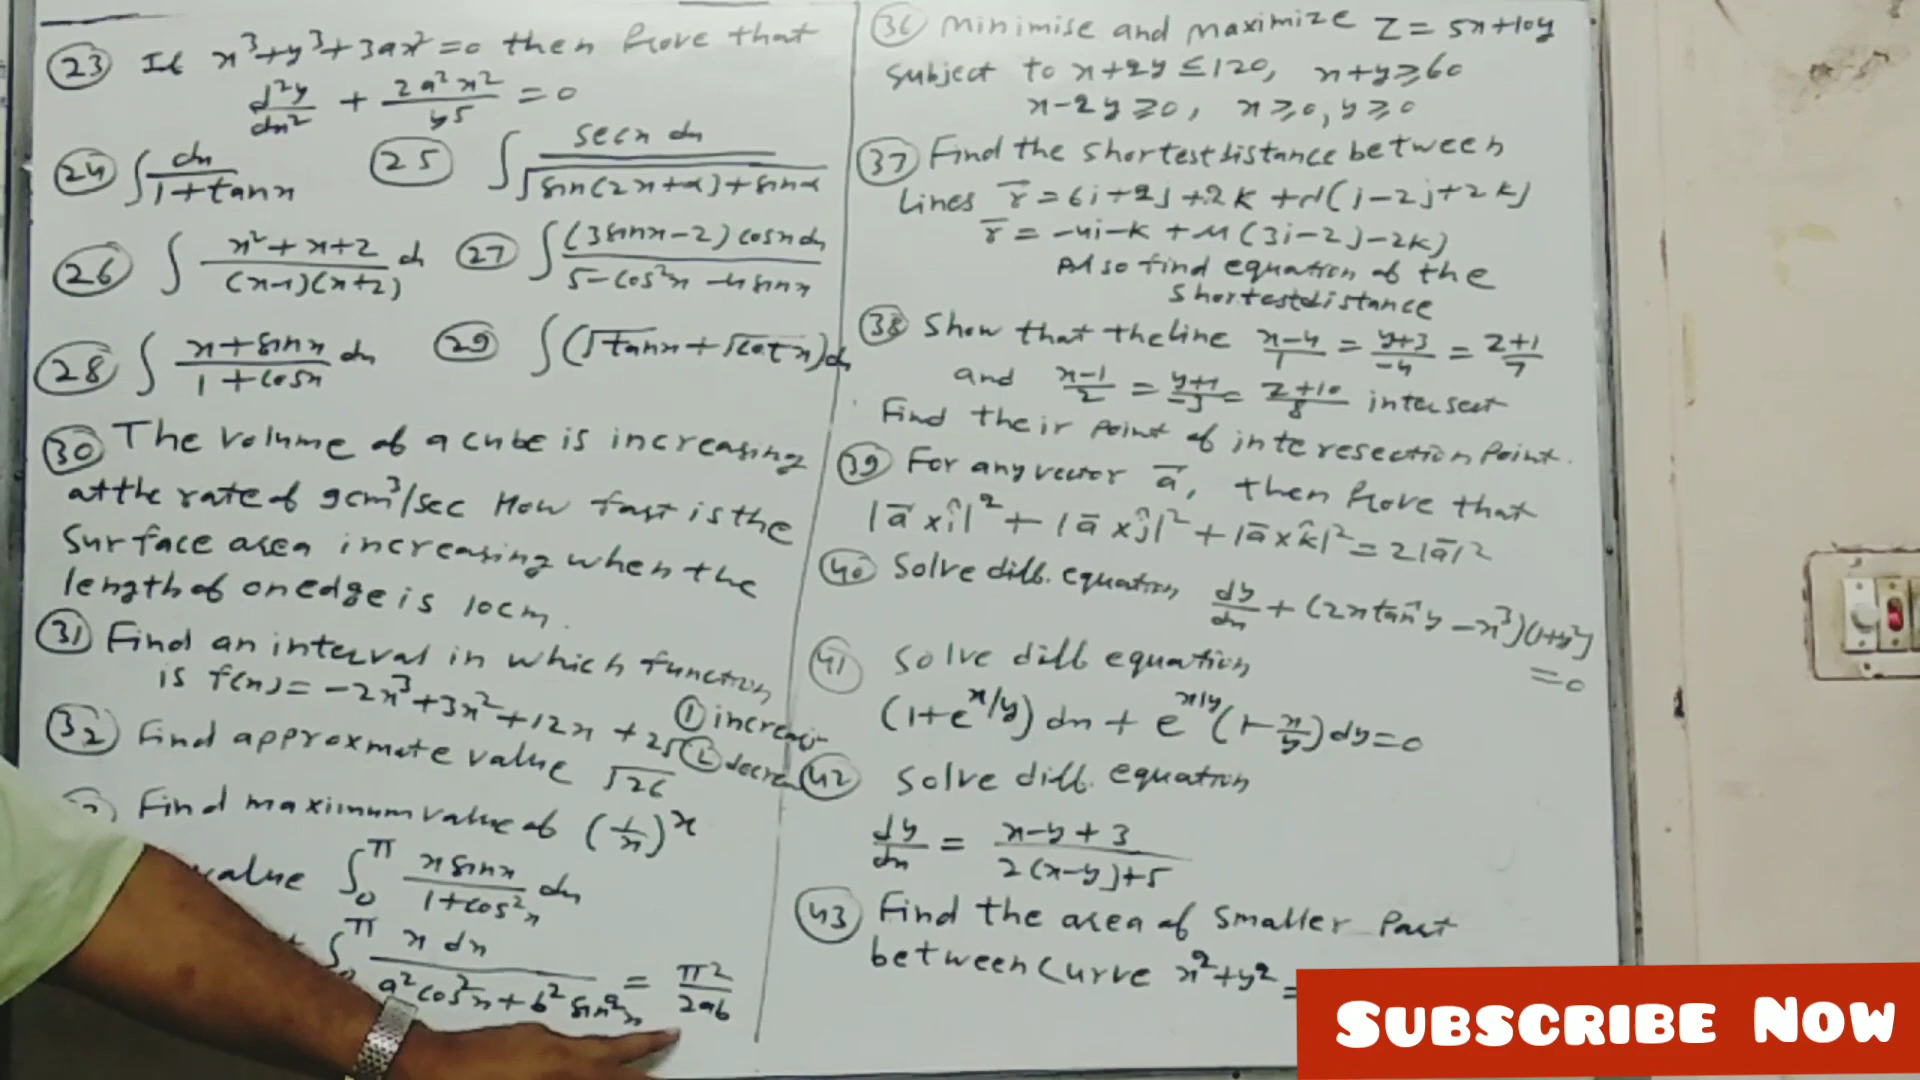 (23) If x³+y³+3ax²=0 then Prove that
d²y/dx² + 2a²x²/y⁵ = 0
(24) ∫ dx/(1+tanx) (25) ∫ secx dx/√(sin(2x+α)+sinα)
(26) ∫ (x²+x+2)/((x-1)(x+2)) d (27) ∫ (3sinx-2)cosxdx/(5-cos²x-4sinx)
(28) ∫ (x+sinx)/(1+cosx) dx (29) ∫(√tanx+√cotx)dx
(30) The volume of a cube is increasing
at the rate of 9cm³/sec How fast is the
Surface area increasing when the
length of on edge is 10cm.
(31) Find an interval in which function
is f(x)=-2x³+3x²+12x+25 ① increasi
② decrea
(32) Find approxmate value √26
Find maximum value of (1/x)^x
value ∫₀^π (x sinx)/(1+cos²x) dx
∫₀^π x dx/(a²cos²x+b²sin²x) = π²/2ab
(36) Minimise and maximize Z=5x+10y
Subject to x+2y≤120, x+y≥60
x-2y≥0, x≥0, y≥0
(37) Find the shortest distance between
Lines r̄=6i+2j+2k+λ(i-2j+2k)
r̄=-4i-k+μ(3i-2j-2k)
Also find equation of the
Shortest distance
(38) Show that the line (x-4)/1 = (y+3)/-4 = (z+1)/7
and (x-1)/2 = (y+1)/-3 = (z+10)/8 intersect
Find their point of interesection Point.
(39) For any vector a⃗, then Prove that
|a⃗×î|²+|ā×ĵ|²+|ā×k̂|²=2|ā|²
(40) Solve diff. equation dy/dx+(2xtan⁻¹y-x³)(1+y²)
=0
(41) Solve diff equation
(1+e^(x/y))dx+e^(x/y)(1-x/y)dy=0
(42) Solve diff. equation
dy/dx = (x-y+3)/(2(x-y)+5)
(43) Find the area of Smaller Part
between Curve x²+y²=
SUBSCRIBE NOW